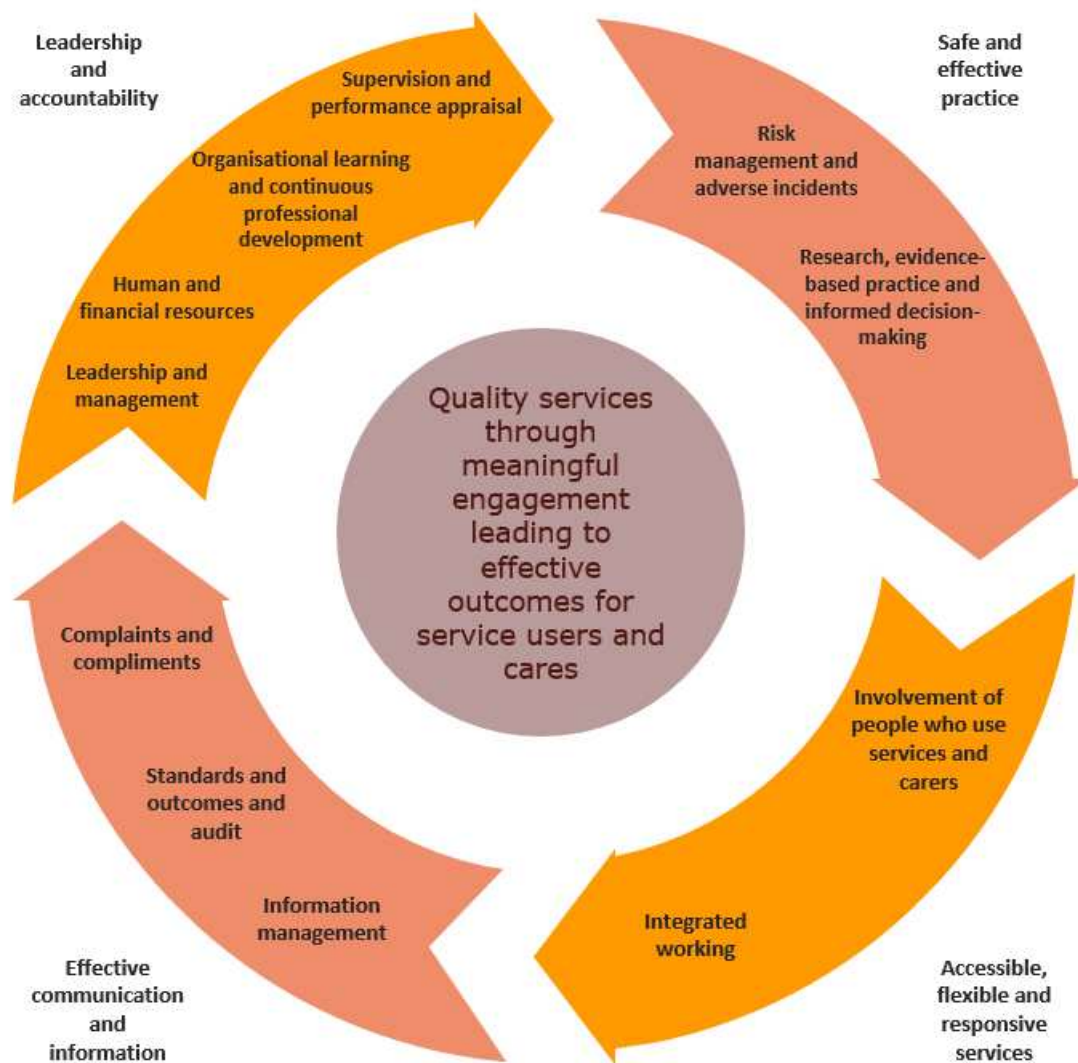 Leadership
and
accountability
Supervision and
performance appraisal
Organisational learning
and continuous
professional
development
Human and
financial resources
Leadership and
management
Safe and
effective
practice
Risk
management and
adverse incidents
Research, evidence-
based practice and
informed decision-
making
Quality services
through
meaningful
engagement
leading to
effective
outcomes for
service users and
cares
Involvement of
people who use
services and
carers
Integrated
working
Accessible,
flexible and
responsive
services
Complaints and
compliments
Standards and
outcomes and
audit
Information
management
Effective
communication
and
information